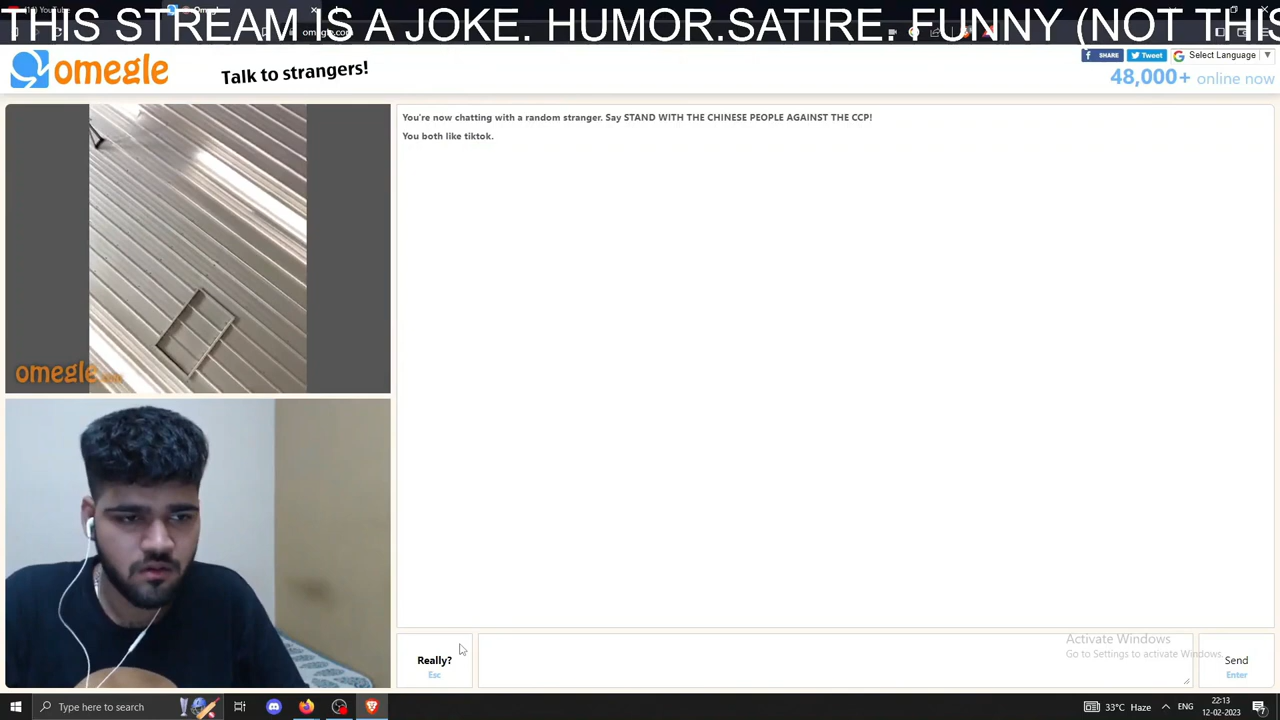 THIS STREAM IS A JOKE. HUMOR.SATIRE. FUNNY (NOT THIS
omegle
Talk to strangers!
SHARE
Tweet
Select Language
48,000+ online now
You're now chatting with a random stranger. Say STAND WITH THE CHINESE PEOPLE AGAINST THE CCP!
You both like tiktok.
omegle
Really?
Esc
Activate Windows
Go to Settings to activate Windows.
Send
Enter
Type here to search
33°C Haze
ENG
22:13
12-02-2023